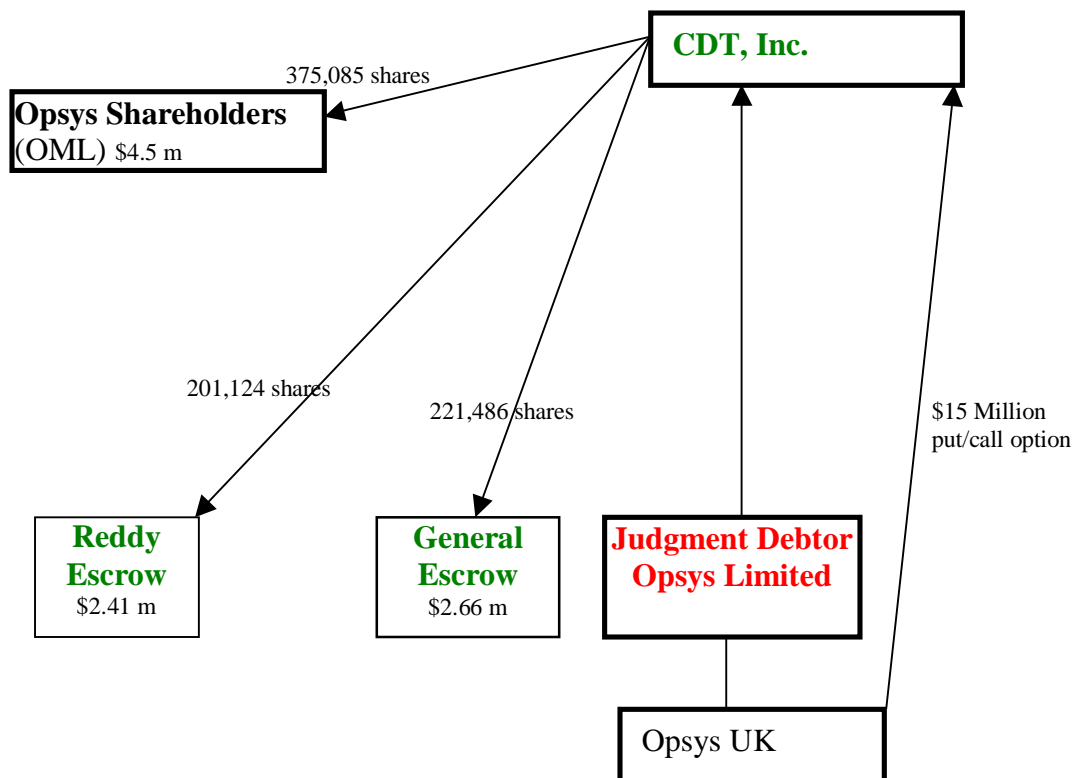 CDT, Inc.
375,085 shares
Opsys Shareholders
(OML) $4.5 m
201,124 shares
221,486 shares
$15 Million
put/call option
Reddy
Escrow
$2.41 m
General
Escrow
$2.66 m
Judgment Debtor
Opsys Limited
Opsys UK